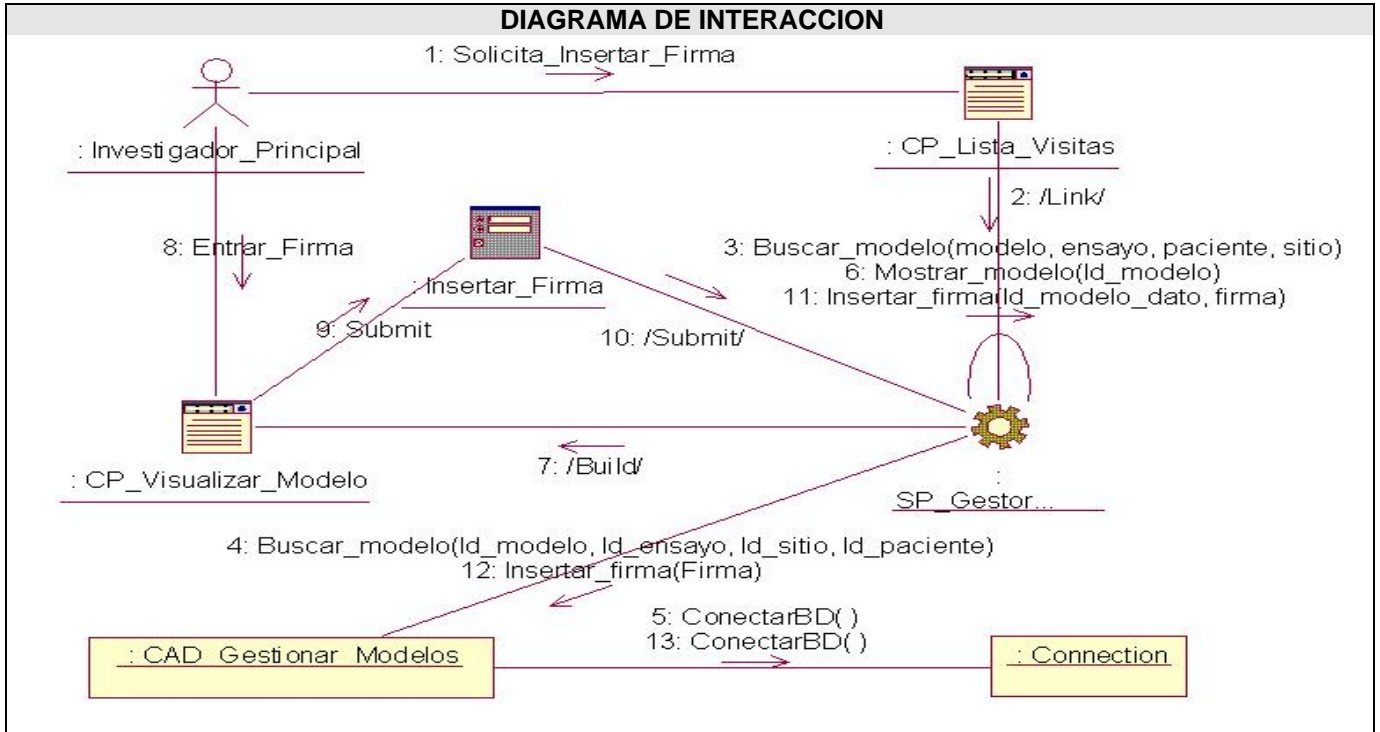 DIAGRAMA DE INTERACCION
1: Solicita_Insertar_Firma
: Investigador_Principal
: CP_Lista_Visitas
2: /Link/
8: Entrar_Firma
3: Buscar_modelo(modelo, ensayo, paciente, sitio)
6: Mostrar_modelo(Id_modelo)
11: Insertar_firma(Id_modelo_dato, firma)
: Insertar_Firma
9: Submit
10: /Submit/
7: /Build/
: CP_Visualizar_Modelo
:
SP_Gestor...
4: Buscar_modelo(Id_modelo, Id_ensayo, Id_sitio, Id_paciente)
12: Insertar_firma(Firma)
5: ConectarBD( )
13: ConectarBD( )
: CAD_Gestionar_Modelos
: Connection